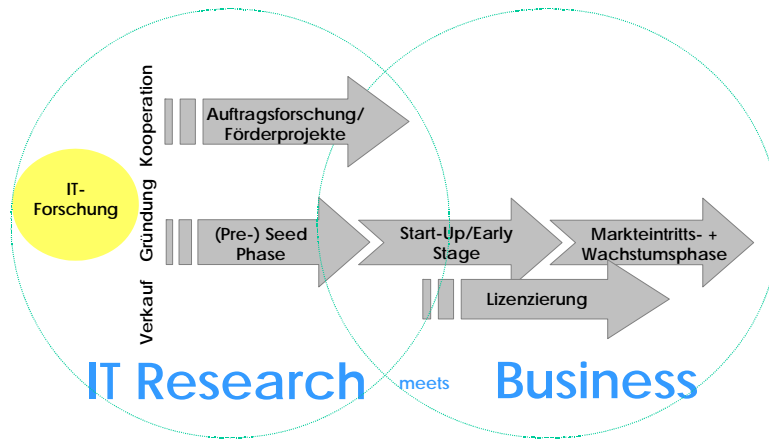 Kooperation
Auftragsforschung/
Förderprojekte
IT-
Forschung
Gründung
(Pre-) Seed
Phase
Start-Up/Early
Stage
Markteintritts- +
Wachstumsphase
Verkauf
Lizenzierung
IT Research meets Business